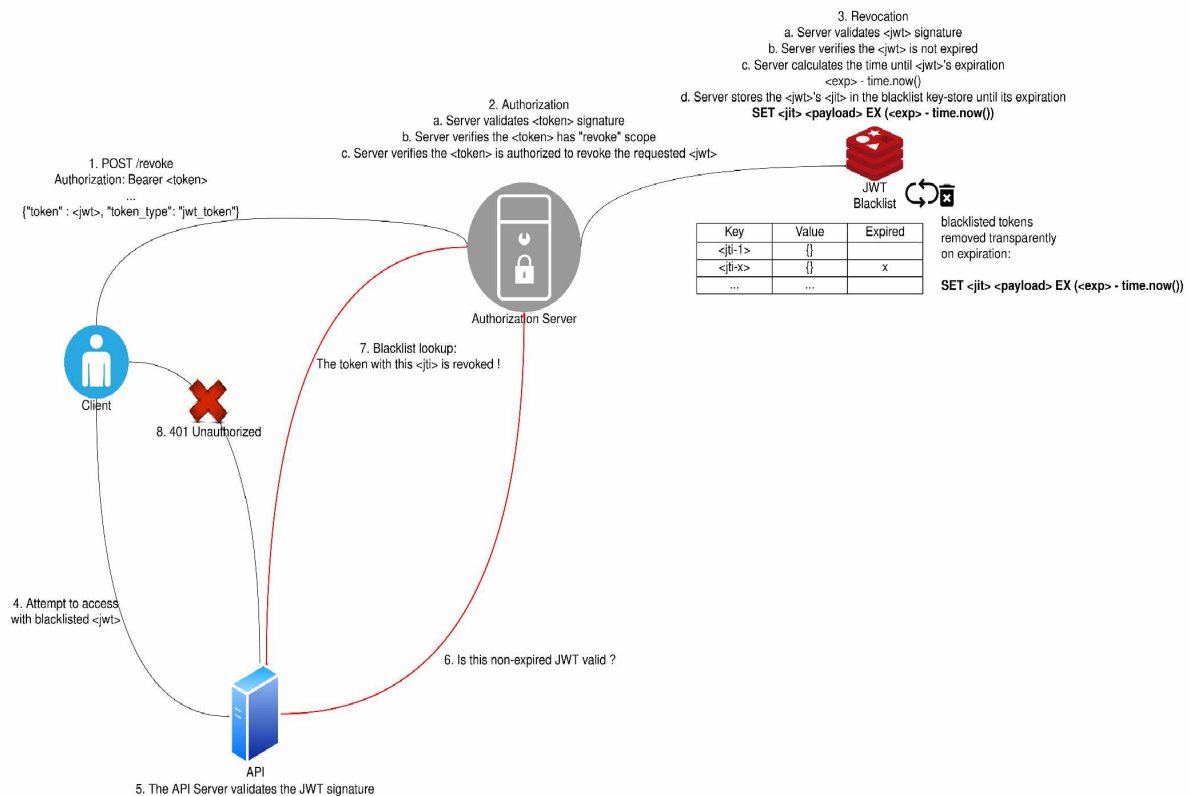 3. Revocation
a. Server validates <jwt> signature
b. Server verifies the <jwt> is not expired
c. Server calculates the time until <jwt>'s expiration
<exp> - time.now()
d. Server stores the <jwt>'s <jit> in the blacklist key-store until its expiration
SET <jit> <payload> EX (<exp> - time.now())
2. Authorization
a. Server validates <token> signature
b. Server verifies the <token> has "revoke" scope
c. Server verifies the <token> is authorized to revoke the requested <jwt>
1. POST /revoke
Authorization: Bearer <token>
...
{"token" : <jwt>, "token_type": "jwt_token"}
JWT
Blacklist
blacklisted tokens
removed transparently
on expiration:
SET <jit> <payload> EX (<exp> - time.now())
Key Value Expired
<jti-1> {}
<jti-x> {} x
... ...
Authorization Server
7. Blacklist lookup:
The token with this <jti> is revoked !
Client
8. 401 Unauthorized
4. Attempt to access
with blacklisted <jwt>
6. Is this non-expired JWT valid ?
API
5. The API Server validates the JWT signature